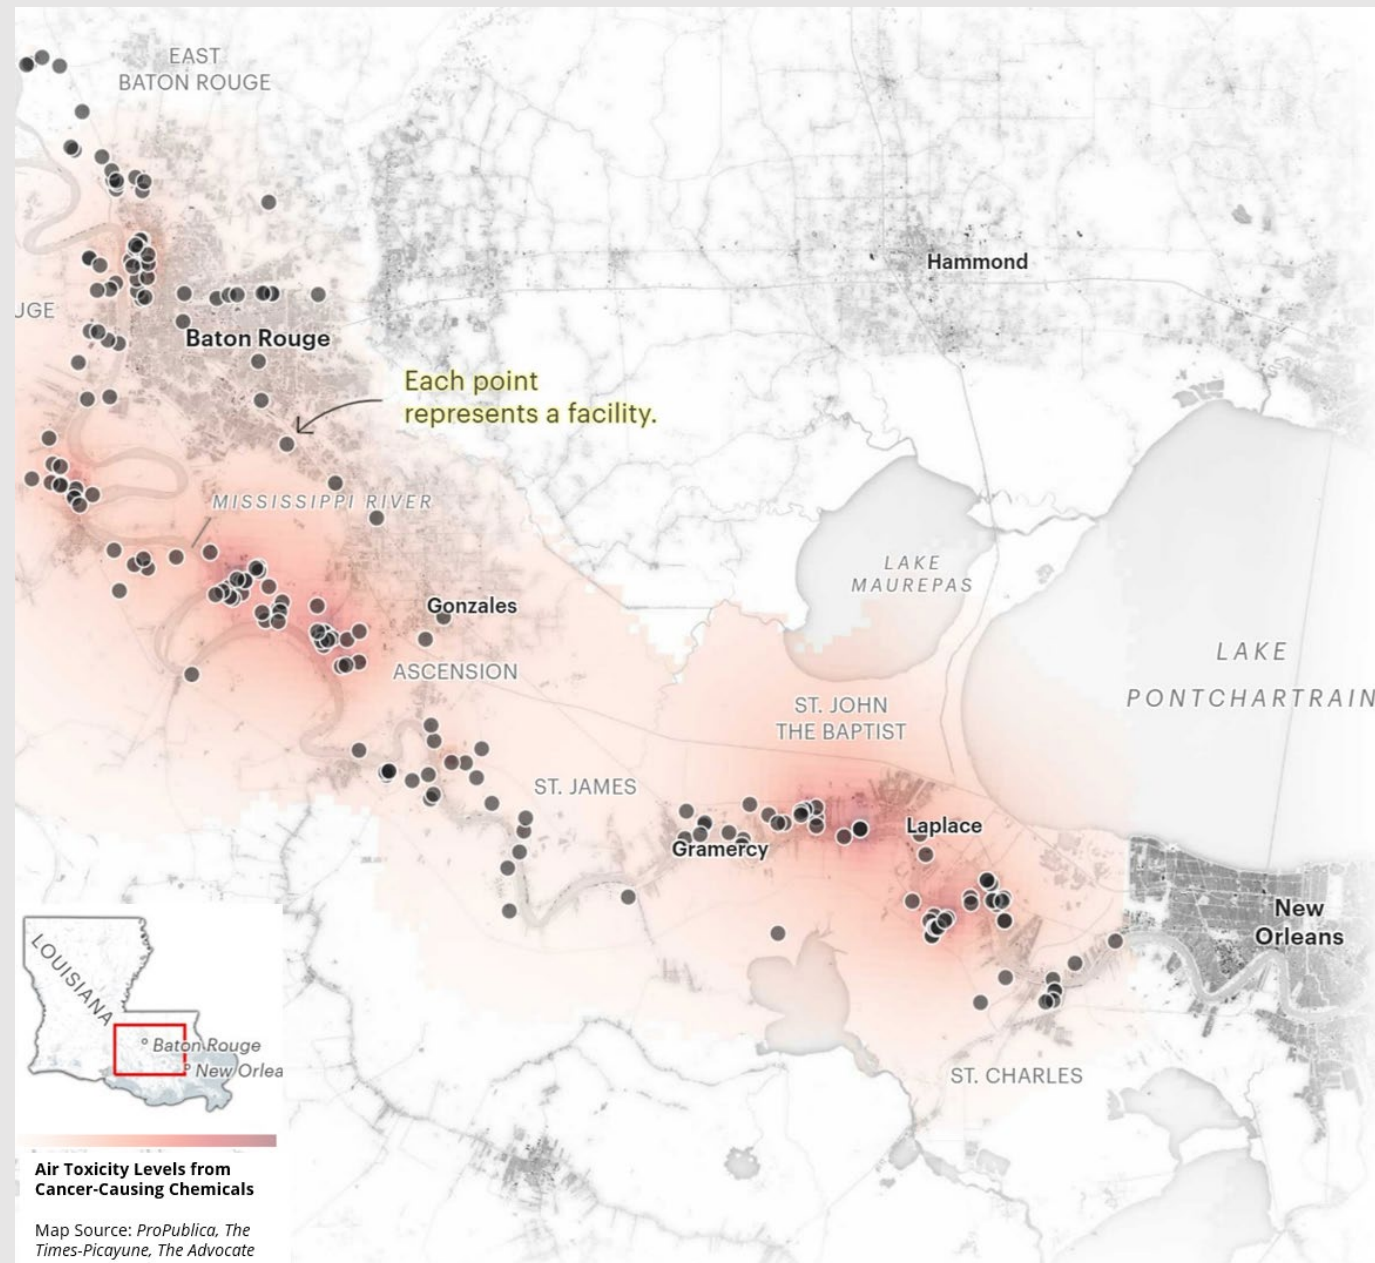 EAST
BATON ROUGE
Hammond
UGE
Baton Rouge
Each point
represents a facility.
MISSISSIPPI RIVER
LAKE
MAUREPAS
Gonzales
LAKE
PONTCHARTRAIN
ASCENSION
ST. JOHN
THE BAPTIST
ST. JAMES
Laplace
Gramercy
New
Orleans
LOUISIANA
Baton Rouge
New Orlea
ST. CHARLES
Air Toxicity Levels from
Cancer-Causing Chemicals
Map Source: ProPublica, The
Times-Picayune, The Advocate